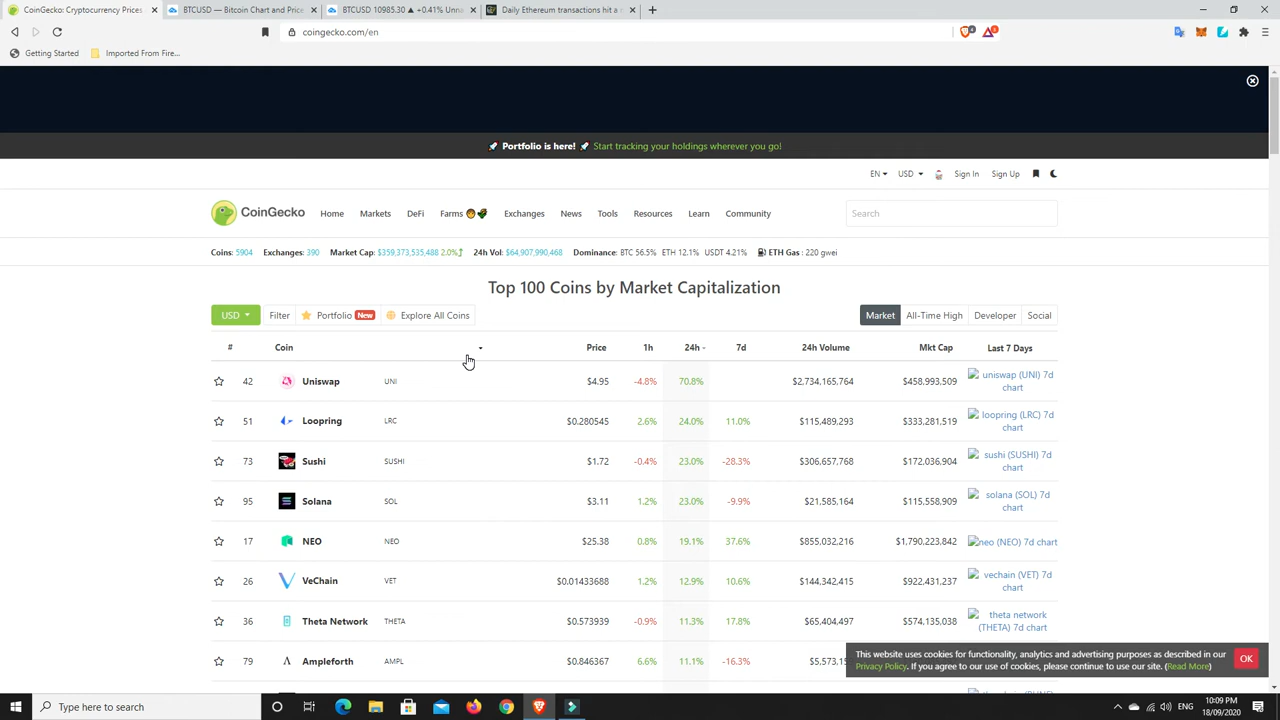 CoinGecko: Cryptocurrency Prices
BTCUSD — Bitcoin Chart and Price
BTCUSD 10985.30 ▲ +0.41% Unna
Daily Ethereum transactions hit a
coingecko.com/en
Getting Started
Imported From Fire...
Portfolio is here! Start tracking your holdings wherever you go!
EN USD Sign In Sign Up
CoinGecko Home Markets DeFi Farms Exchanges News Tools Resources Learn Community Search
Coins: 5904 Exchanges: 390 Market Cap: $359,373,535,488 2.0% 24h Vol: $64,907,990,468 Dominance: BTC 56.5% ETH 12.1% USDT 4.21% ETH Gas : 220 gwei
Top 100 Coins by Market Capitalization
USD Filter Portfolio New Explore All Coins Market All-Time High Developer Social
# Coin Price 1h 24h 7d 24h Volume Mkt Cap Last 7 Days
42 Uniswap UNI $4.95 -4.8% 70.8% $2,734,165,764 $458,993,509 uniswap (UNI) 7d chart
51 Loopring LRC $0.280545 2.6% 24.0% 11.0% $115,489,293 $333,281,519 loopring (LRC) 7d chart
73 Sushi SUSHI $1.72 -0.4% 23.0% -28.3% $306,657,768 $172,036,904 sushi (SUSHI) 7d chart
95 Solana SOL $3.11 1.2% 23.0% -9.9% $21,585,164 $115,558,909 solana (SOL) 7d chart
17 NEO NEO $25.38 0.8% 19.1% 37.6% $855,032,216 $1,790,223,842 neo (NEO) 7d chart
26 VeChain VET $0.01433688 1.2% 12.9% 10.6% $144,342,415 $922,431,237 vechain (VET) 7d chart
36 Theta Network THETA $0.573939 -0.9% 11.3% 17.8% $65,404,497 $574,135,038 theta network (THETA) 7d chart
79 Ampleforth AMPL $0.846367 6.6% 11.1% -16.3% $5,573,15
This website uses cookies for functionality, analytics and advertising purposes as described in our
Privacy Policy. If you agree to our use of cookies, please continue to use our site. (Read More)
OK
Type here to search
ENG
10:09 PM
18/09/2020